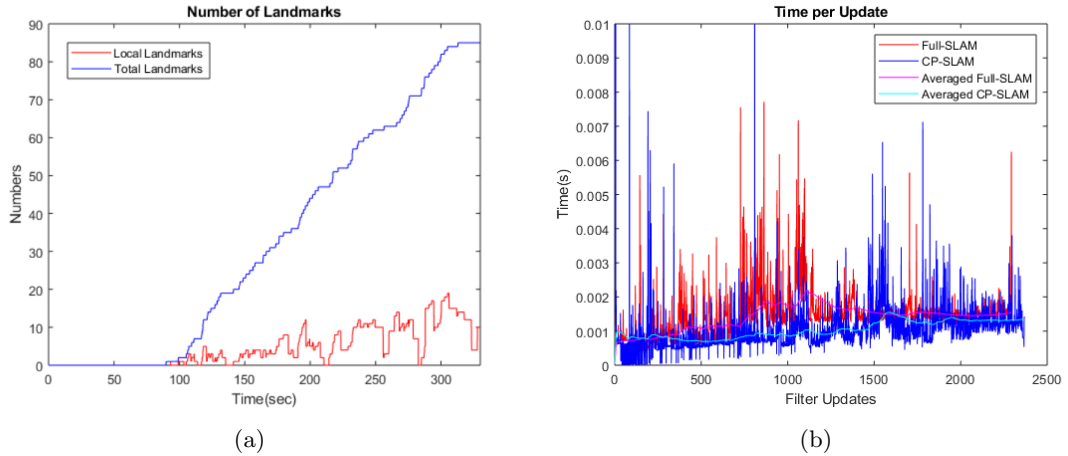 Number of Landmarks
90
80
70
60
50
40
30
20
10
0
Numbers
Local Landmarks
Total Landmarks
0 50 100 150 200 250 300
Time(sec)
(a)
Time per Update
0.01
0.009
0.008
0.007
0.006
0.005
0.004
0.003
0.002
0.001
0
Time(s)
Full-SLAM
CP-SLAM
Averaged Full-SLAM
Averaged CP-SLAM
0 500 1000 1500 2000 2500
Filter Updates
(b)